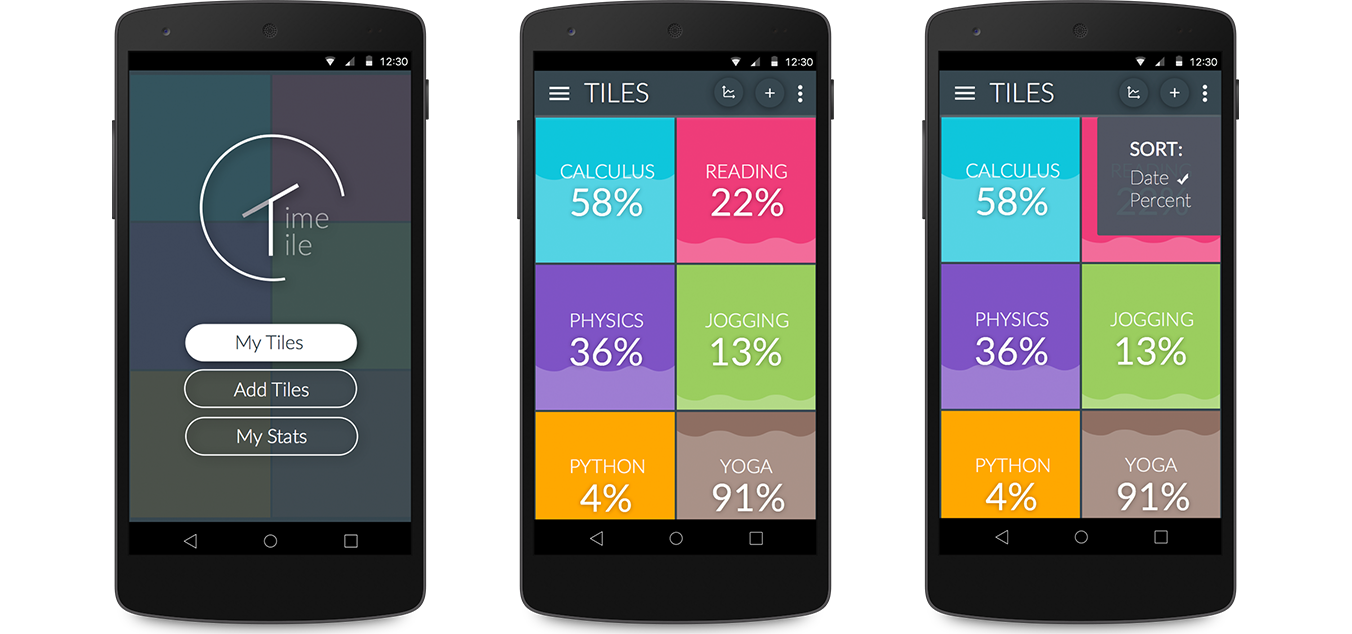 12:30
Time
Tile
My Tiles
Add Tiles
My Stats
12:30
TILES
CALCULUS
58%
READING
22%
PHYSICS
36%
JOGGING
13%
PYTHON
4%
YOGA
91%
12:30
TILES
CALCULUS
58%
SORT:
READING
Date
22%
Percent
PHYSICS
36%
JOGGING
13%
PYTHON
4%
YOGA
91%